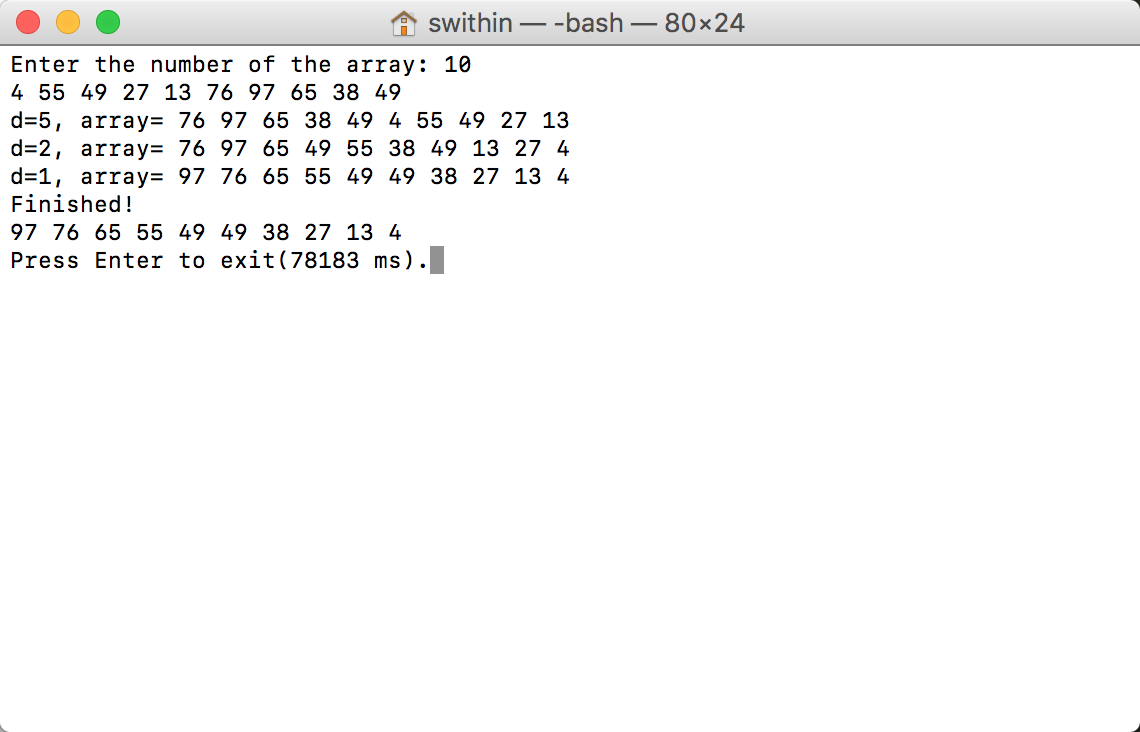 swithin — -bash — 80×24
Enter the number of the array: 10
4 55 49 27 13 76 97 65 38 49
d=5, array= 76 97 65 38 49 4 55 49 27 13
d=2, array= 76 97 65 49 55 38 49 13 27 4
d=1, array= 97 76 65 55 49 49 38 27 13 4
Finished!
97 76 65 55 49 49 38 27 13 4
Press Enter to exit(78183 ms).